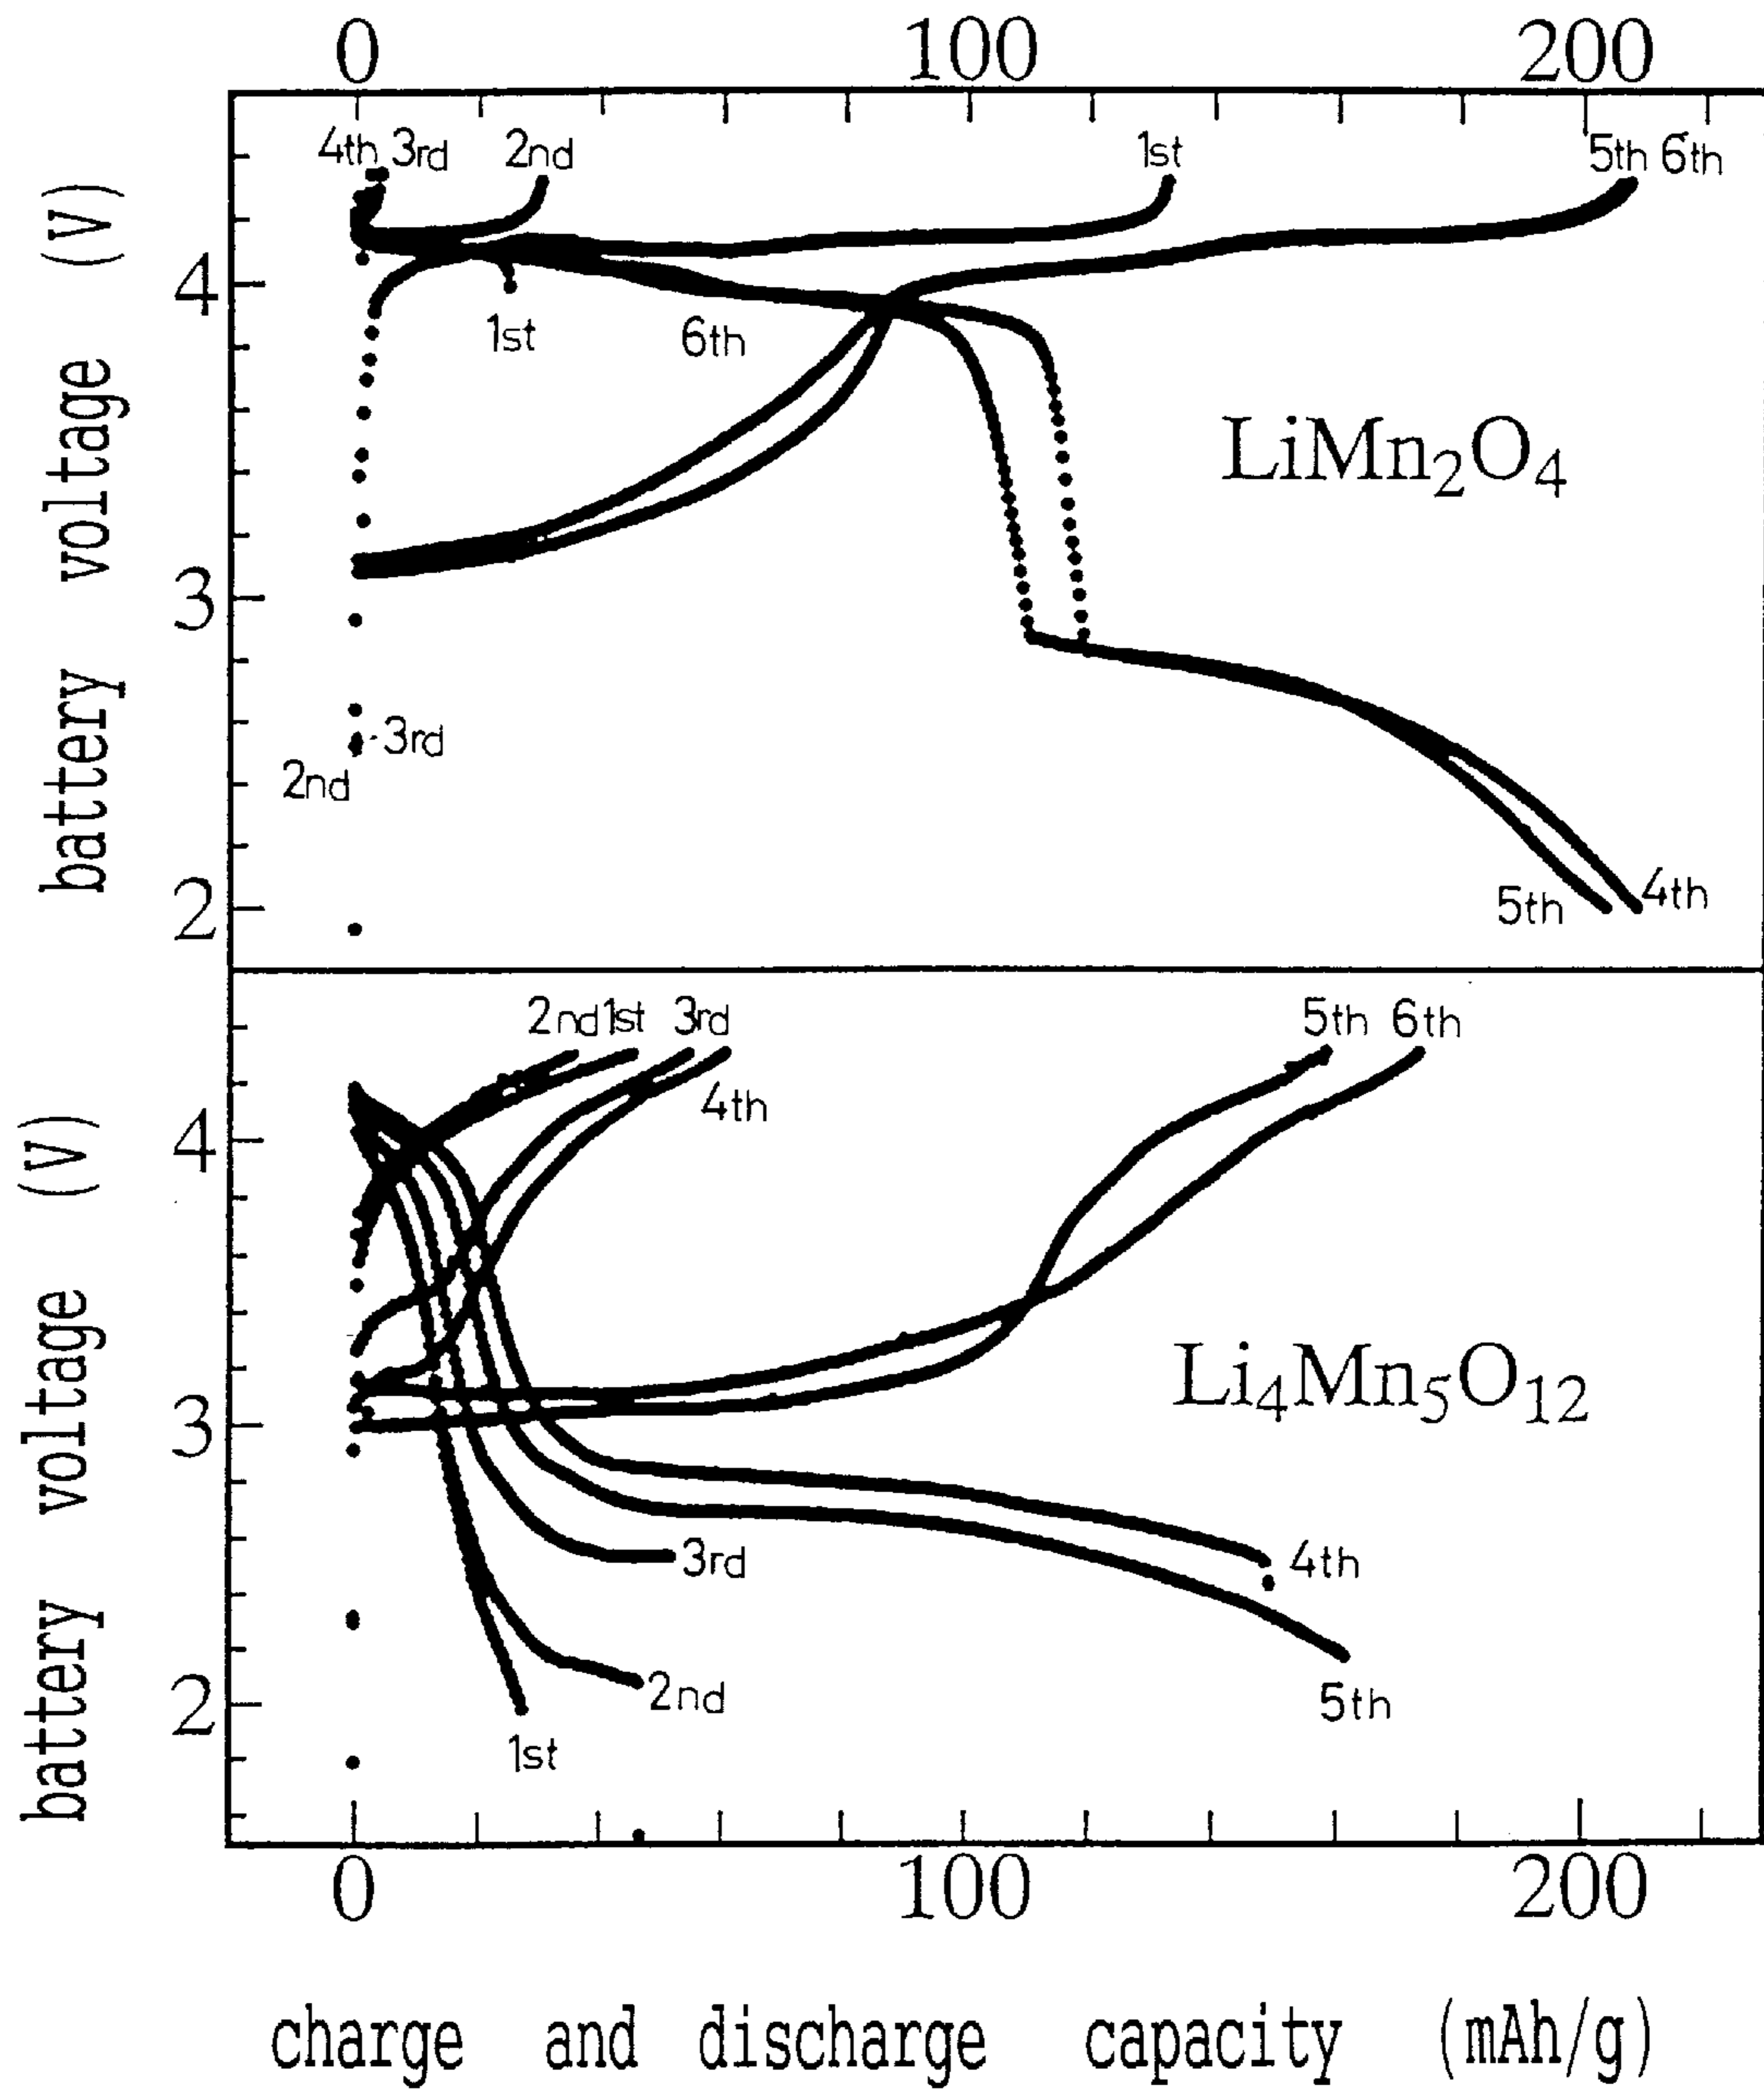 0 100 200
4th 3rd 2nd 1st 5th 6th
battery voltage (V)
4
1st 6th
LiMn₂O₄
3
3rd
2nd
2
5th 4th
2nd 1st 3rd 5th 6th
4th
battery voltage (V)
4
Li₄Mn₅O₁₂
3
3rd 4th
2
2nd 5th
1st
0 100 200
charge and discharge capacity (mAh/g)